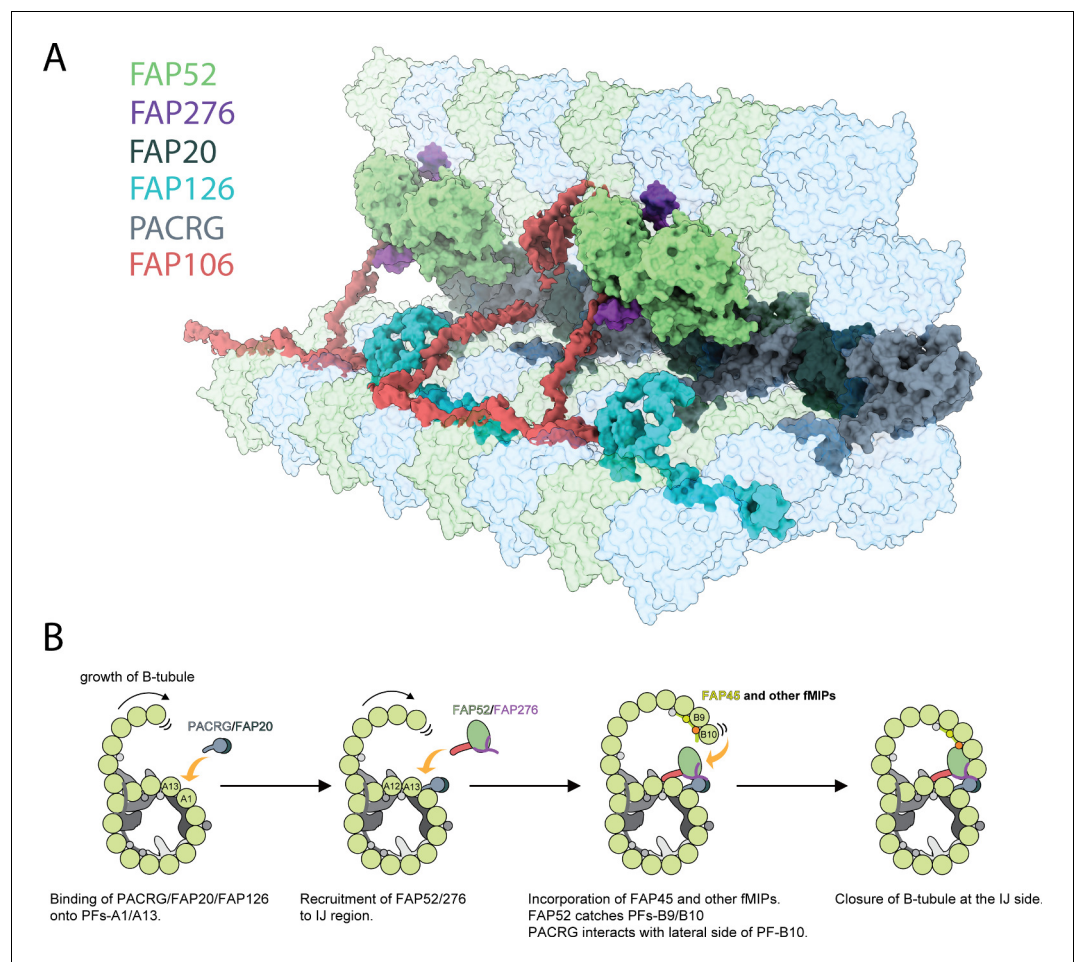 A
FAP52
FAP276
FAP20
FAP126
PACRG
FAP106
B
growth of B-tubule
PACRG/FAP20
A13
A1
FAP52/FAP276
A12
A13
FAP45 and other fMIPs
B9
B10
Binding of PACRG/FAP20/FAP126
onto PFs-A1/A13.
Recruitment of FAP52/276
to IJ region.
Incorporation of FAP45 and other fMIPs.
FAP52 catches PFs-B9/B10
PACRG interacts with lateral side of PF-B10.
Closure of B-tubule at the IJ side.